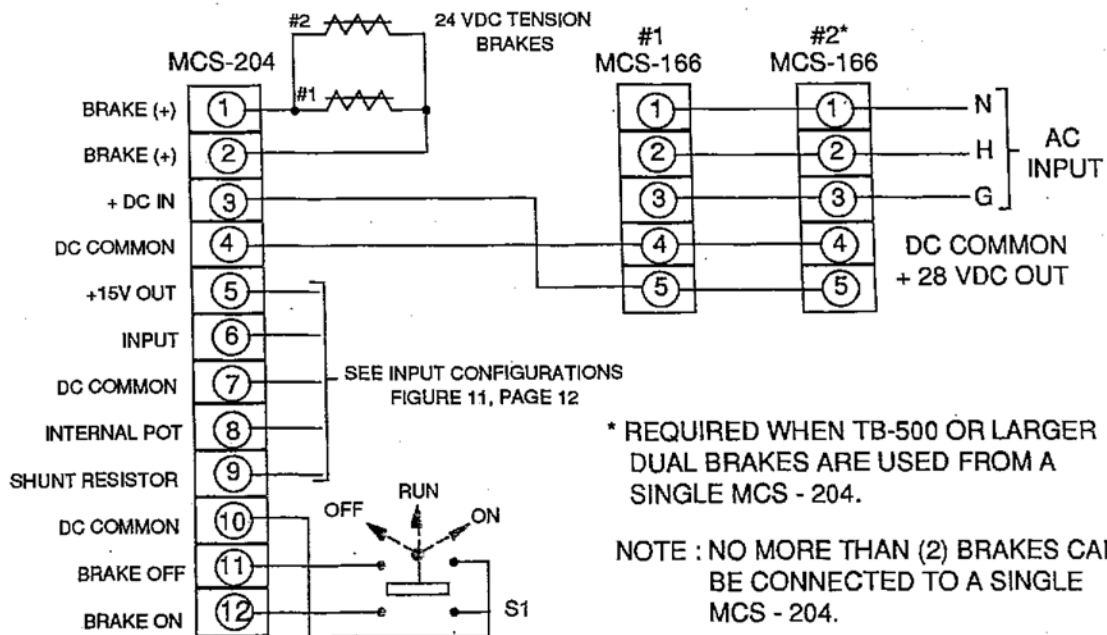 #2
24 VDC TENSION
BRAKES
#1
MCS-204
#1
MCS-166
#2*
MCS-166
BRAKE (+) 1
BRAKE (+) 2
+ DC IN 3
DC COMMON 4
+15V OUT 5
INPUT 6
DC COMMON 7
INTERNAL POT 8
SHUNT RESISTOR 9
DC COMMON 10
BRAKE OFF 11
BRAKE ON 12
1 1 N
2 2 H
3 3 G
4 4
5 5
AC
INPUT
DC COMMON
+ 28 VDC OUT
SEE INPUT CONFIGURATIONS
FIGURE 11, PAGE 12
OFF RUN ON
S1
* REQUIRED WHEN TB-500 OR LARGER
DUAL BRAKES ARE USED FROM A
SINGLE MCS - 204.
NOTE : NO MORE THAN (2) BRAKES CA
BE CONNECTED TO A SINGLE
MCS - 204.